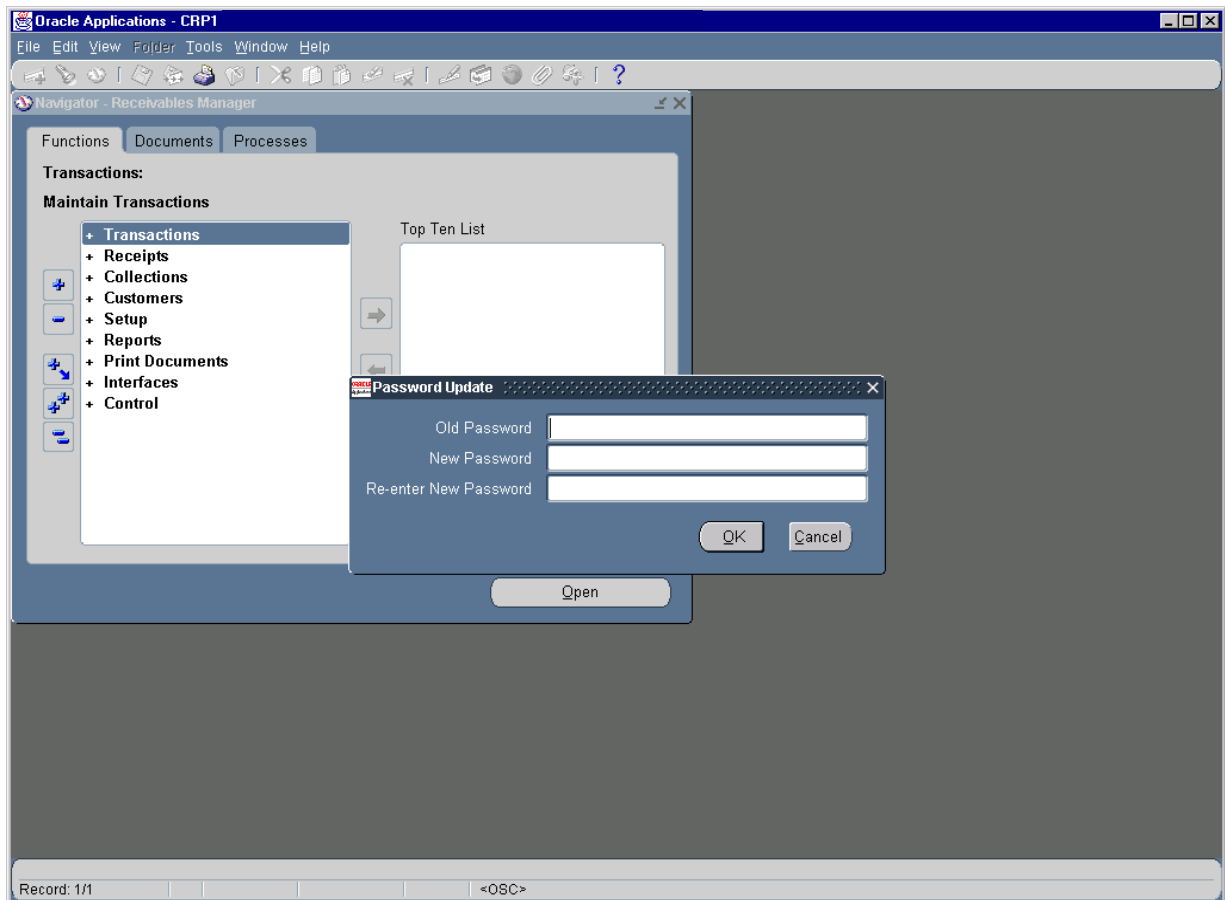 Oracle Applications - CRP1
File Edit View Folder Tools Window Help
Navigator - Receivables Manager
Functions Documents Processes
Transactions:
Maintain Transactions
+ Transactions
+ Receipts
+ Collections
+ Customers
+ Setup
+ Reports
+ Print Documents
+ Interfaces
+ Control
Top Ten List
Password Update
Old Password
New Password
Re-enter New Password
OK Cancel
Open
Record: 1/1 <OSC>